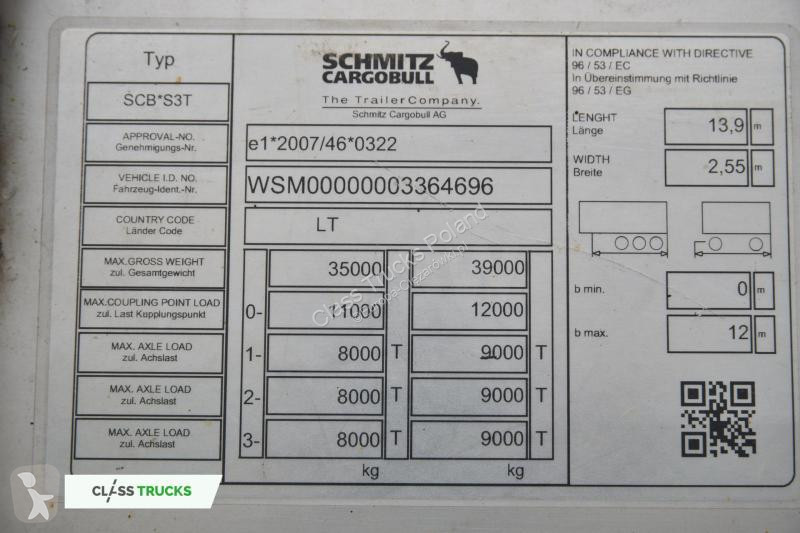 Typ
SCB*S3T
APPROVAL-NO.
Genehmigungs-Nr.
e1*2007/46*0322
VEHICLE I.D. NO.
Fahrzeug-Ident.-Nr.
WSM00000003364696
COUNTRY CODE
Länder Code
LT
MAX.GROSS WEIGHT
zul. Gesamtgewicht
35000 39000
MAX.COUPLING POINT LOAD
zul. Last Kupplungspunkt
0- 11000 12000
MAX. AXLE LOAD
zul. Achslast
1- 8000 T 9000 T
MAX. AXLE LOAD
zul. Achslast
2- 8000 T 9000 T
MAX. AXLE LOAD
zul. Achslast
3- 8000 T 9000 T
kg kg
SCHMITZ
CARGOBULL
The TrailerCompany.
Schmitz Cargobull AG
IN COMPLIANCE WITH DIRECTIVE
96 / 53 / EC
In Übereinstimmung mit Richtlinie
96 / 53 / EG
LENGHT
Länge
13,9 m
WIDTH
Breite
2,55 m
b min. 0 m
b max. 12 m
Class Trucks Poland
CLASS TRUCKS